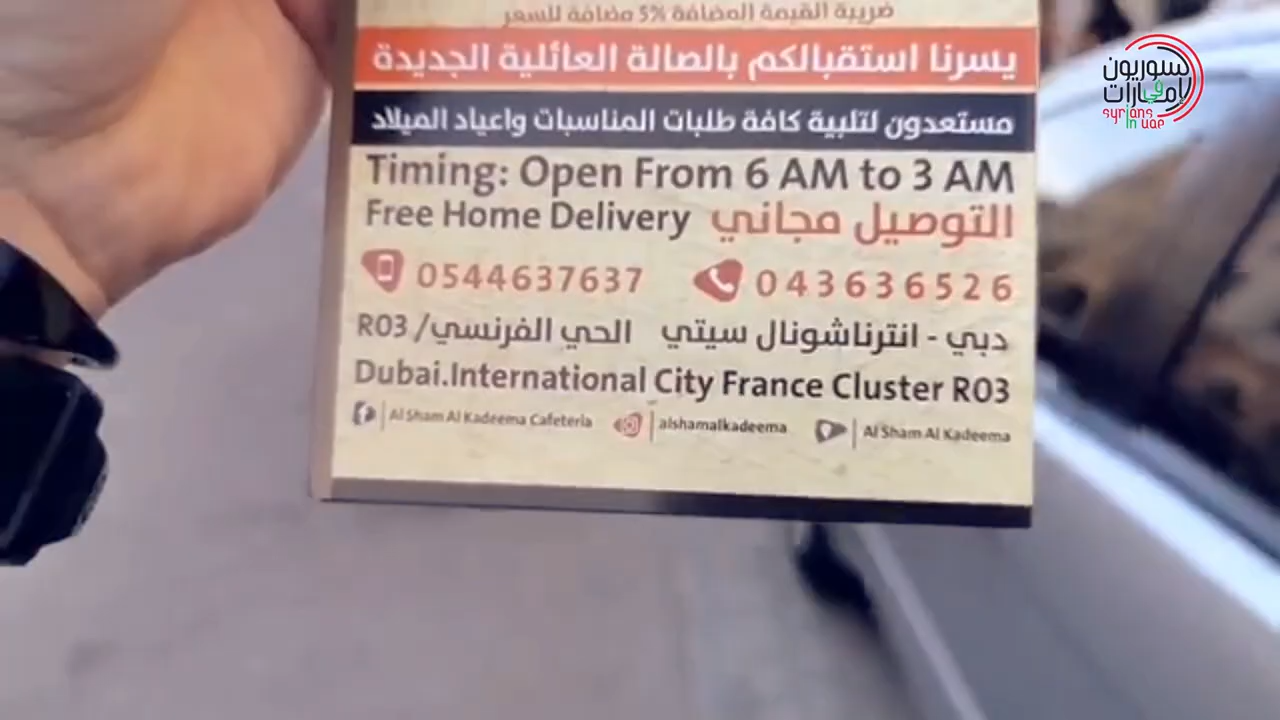 ضريبة القيمة المضافة 5% مضافة للسعر
يسرنا استقبالكم بالصالة العائلية الجديدة
مستعدون لتلبية كافة طلبات المناسبات واعياد الميلاد
Timing: Open From 6 AM to 3 AM
Free Home Delivery التوصيل مجاني
0544637637 043636526
دبي - انترناشونال سيتي الحي الفرنسي/ R03
Dubai.International City France Cluster R03
Al Sham Al Kadeema Cafeteria alshamalkadeema Al Sham Al Kadeema
سوريون
في
الإمارات
syrians
in uae